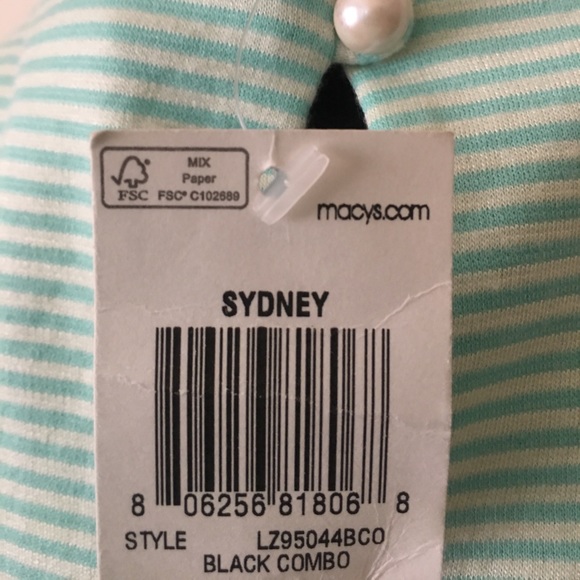 MIX
Paper
FSC
FSC® C102689
macys.com
SYDNEY
8 06256 81806 8
STYLE LZ95044BCO
BLACK COMBO